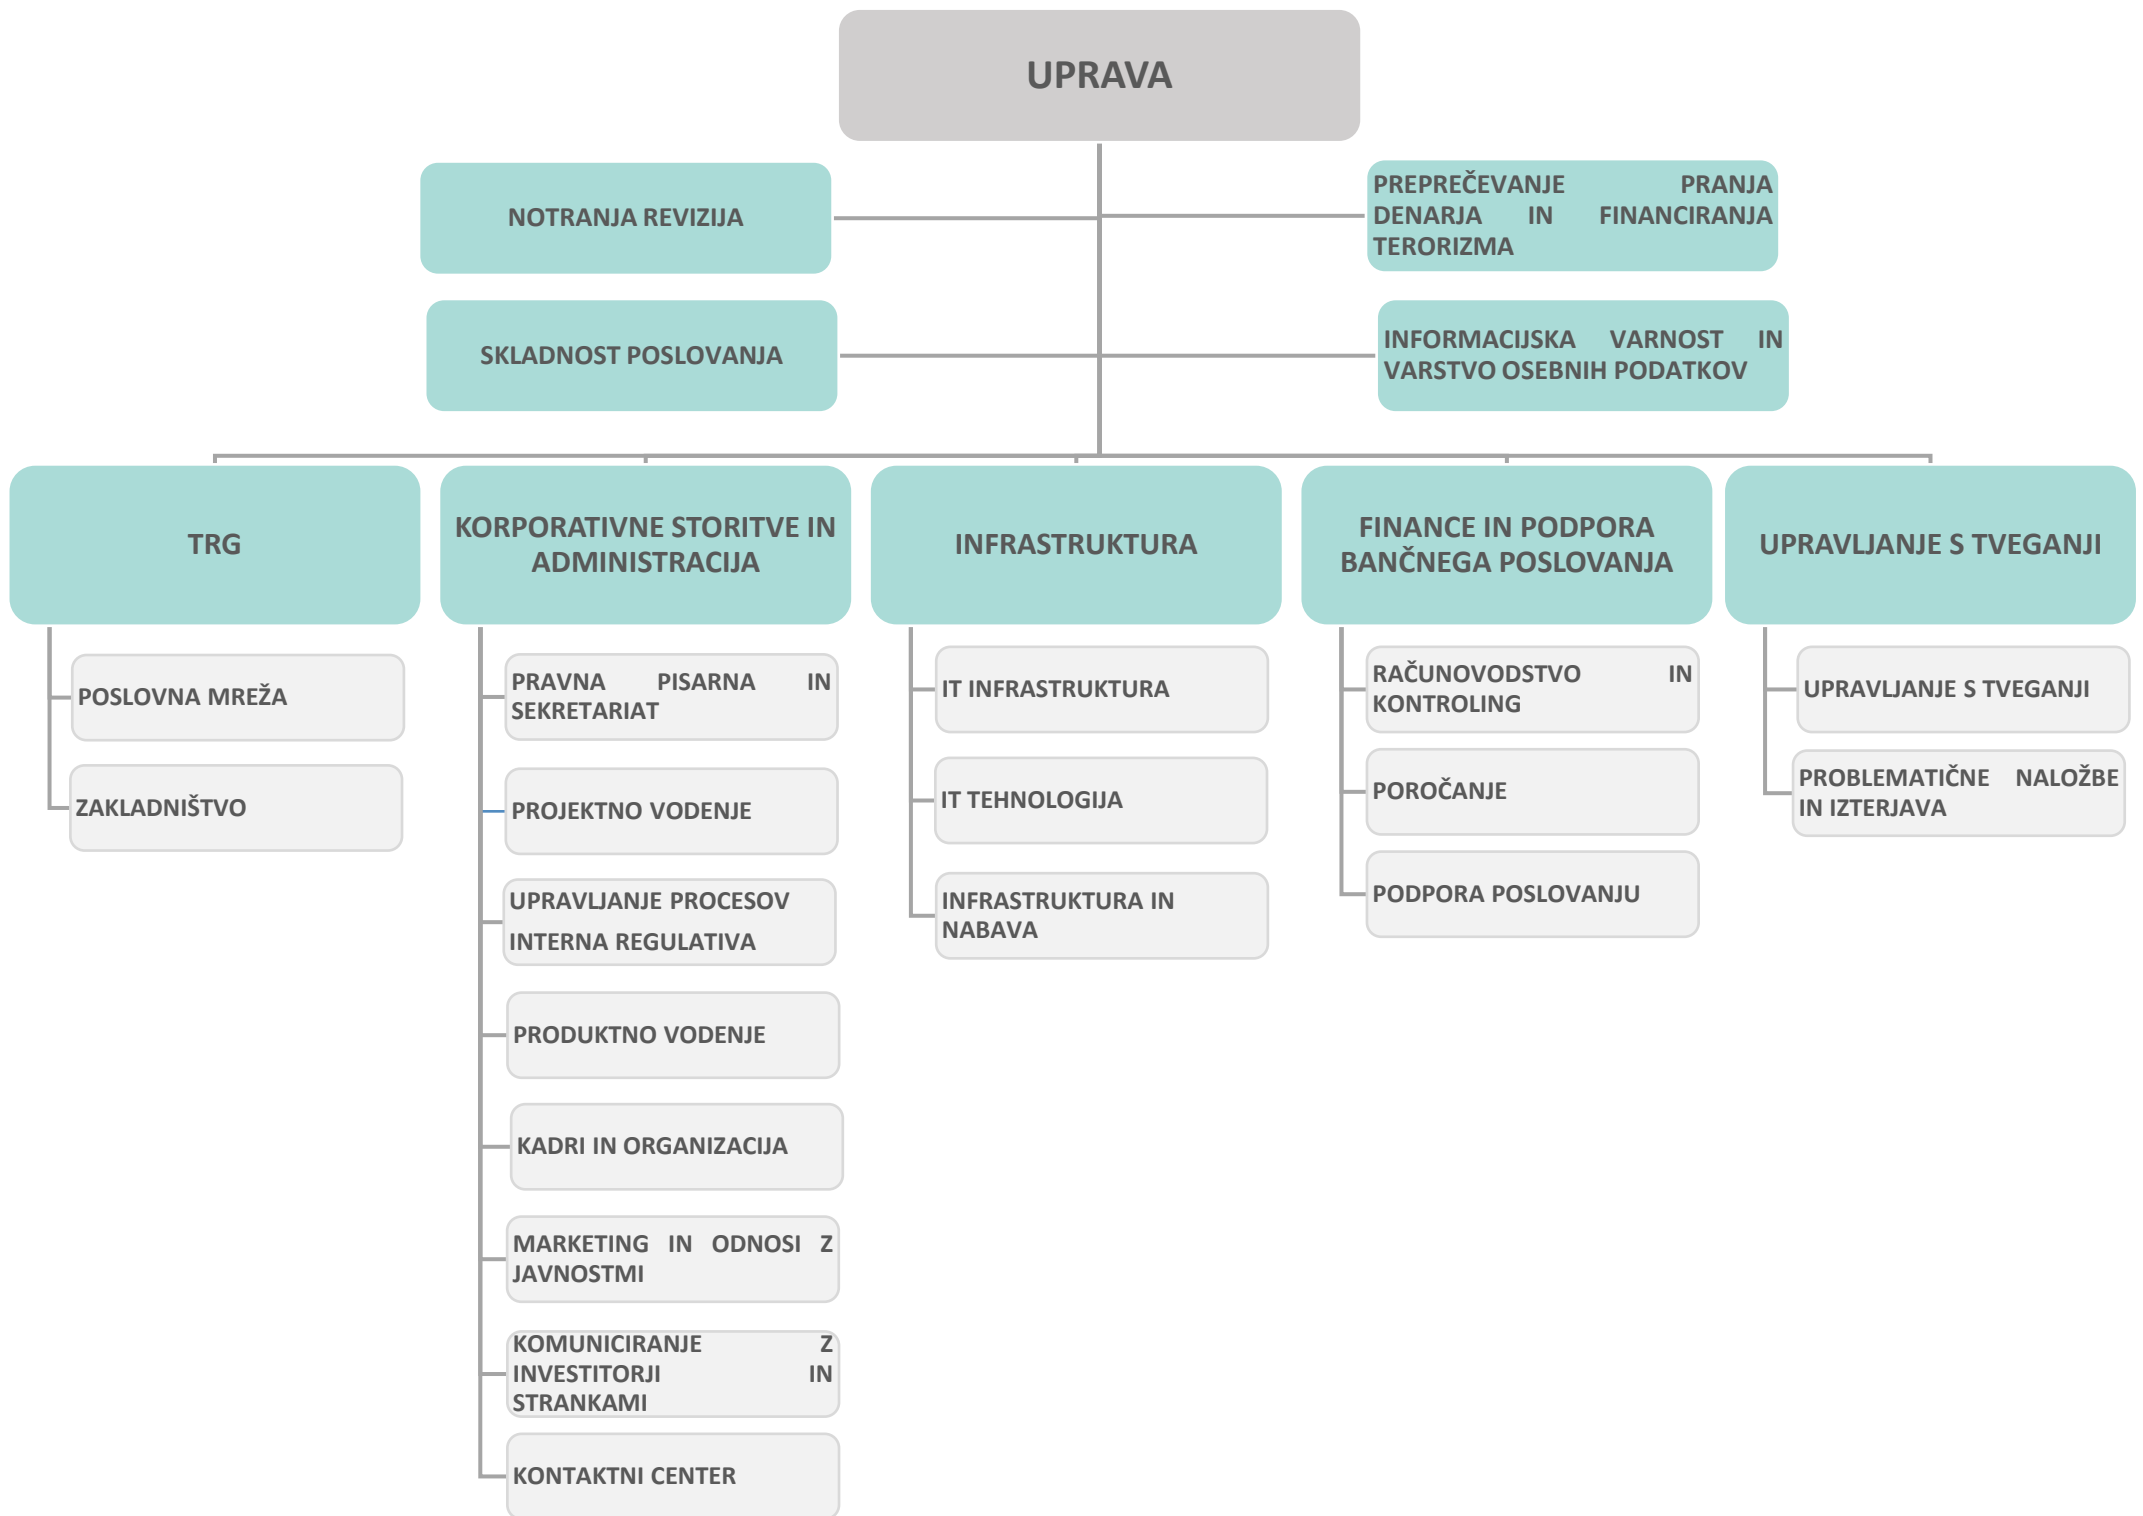 UPRAVA
NOTRANJA REVIZIJA
PREPREČEVANJE PRANJA
DENARJA IN FINANCIRANJA
TERORIZMA
SKLADNOST POSLOVANJA
INFORMACIJSKA VARNOST IN
VARSTVO OSEBNIH PODATKOV
TRG
POSLOVNA MREŽA
ZAKLADNIŠTVO
KORPORATIVNE STORITVE IN
ADMINISTRACIJA
PRAVNA PISARNA IN
SEKRETARIAT
PROJEKTNO VODENJE
UPRAVLJANJE PROCESOV
INTERNA REGULATIVA
PRODUKTNO VODENJE
KADRI IN ORGANIZACIJA
MARKETING IN ODNOSI Z
JAVNOSTMI
KOMUNICIRANJE Z
INVESTITORJI IN
STRANKAMI
KONTAKTNI CENTER
INFRASTRUKTURA
IT INFRASTRUKTURA
IT TEHNOLOGIJA
INFRASTRUKTURA IN
NABAVA
FINANCE IN PODPORA
BANČNEGA POSLOVANJA
RAČUNOVODSTVO IN
KONTROLING
POROČANJE
PODPORA POSLOVANJU
UPRAVLJANJE S TVEGANJI
UPRAVLJANJE S TVEGANJI
PROBLEMATIČNE NALOŽBE
IN IZTERJAVA